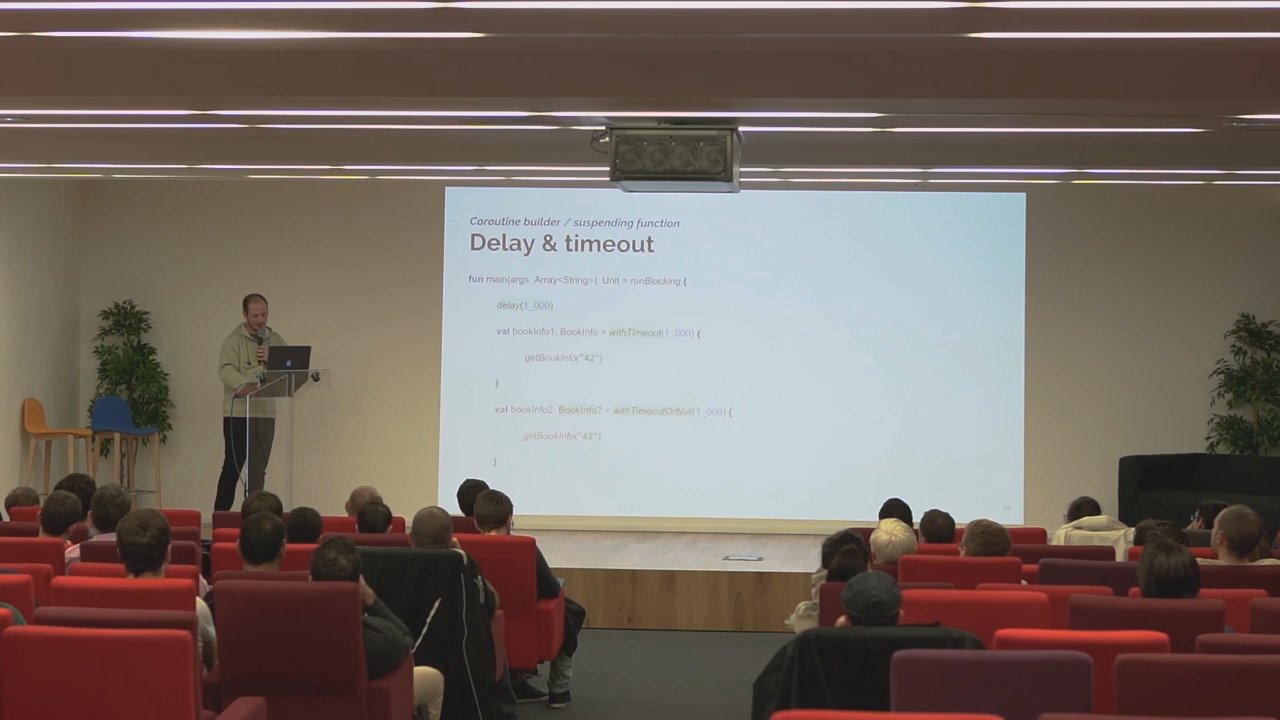 Coroutine builder / suspending function
Delay & timeout
fun main(args: Array<String>): Unit = runBlocking {
delay(1_000)
val bookInfo1: BookInfo = withTimeout(1_000) {
getBookInfo("42")
}
val bookInfo2: BookInfo? = withTimeoutOrNull(1_000) {
getBookInfo("42")
}